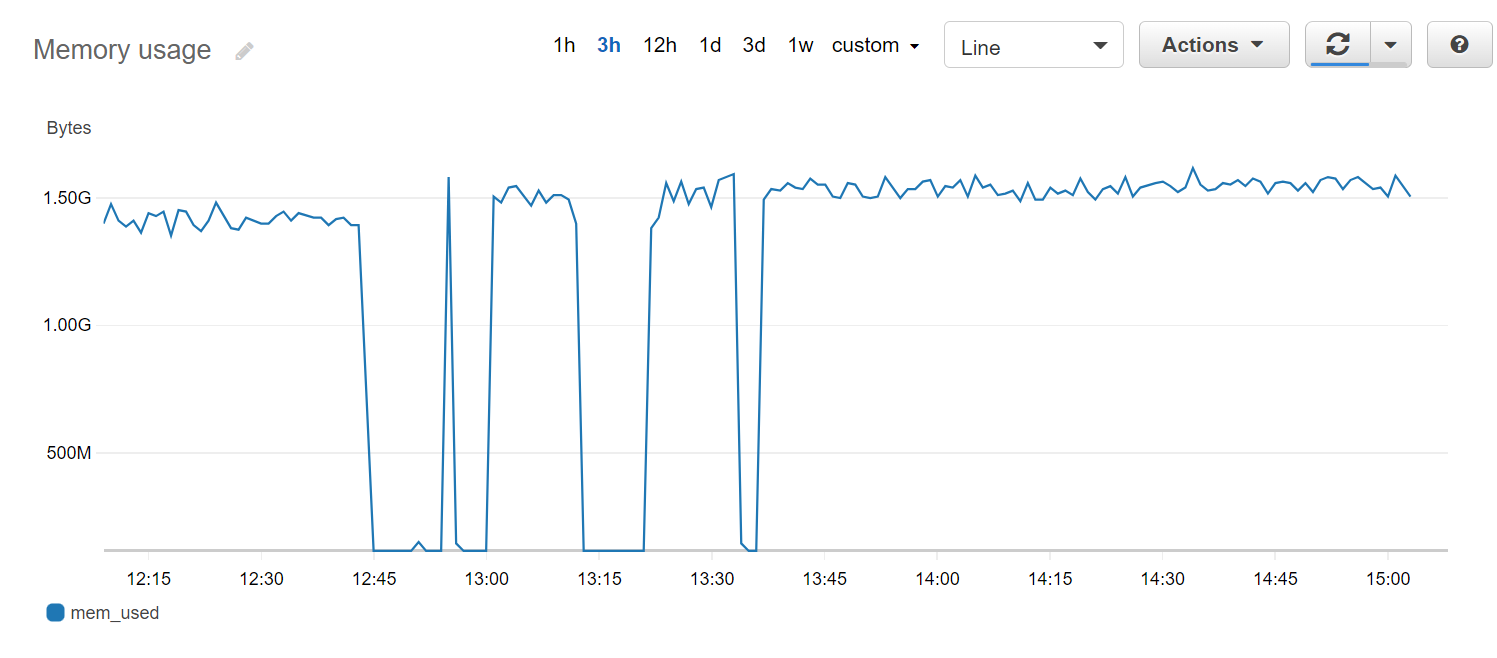 Memory usage
1h 3h 12h 1d 3d 1w custom
Line
Actions
?
Bytes
1.50G
1.00G
500M
12:15 12:30 12:45 13:00 13:15 13:30 13:45 14:00 14:15 14:30 14:45 15:00
mem_used